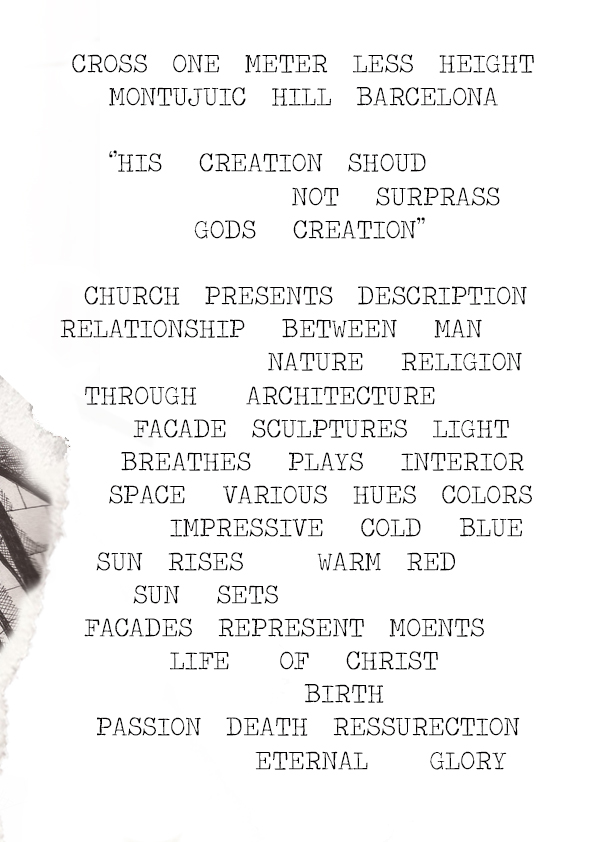 CROSS ONE METER LESS HEIGHT
MONTUJUIC HILL BARCELONA
“HIS CREATION SHOUD
NOT SURPRASS
GODS CREATION”
CHURCH PRESENTS DESCRIPTION
RELATIONSHIP BETWEEN MAN
NATURE RELIGION
THROUGH ARCHITECTURE
FACADE SCULPTURES LIGHT
BREATHES PLAYS INTERIOR
SPACE VARIOUS HUES COLORS
IMPRESSIVE COLD BLUE
SUN RISES WARM RED
SUN SETS
FACADES REPRESENT MOENTS
LIFE OF CHRIST
BIRTH
PASSION DEATH RESSURECTION
ETERNAL GLORY